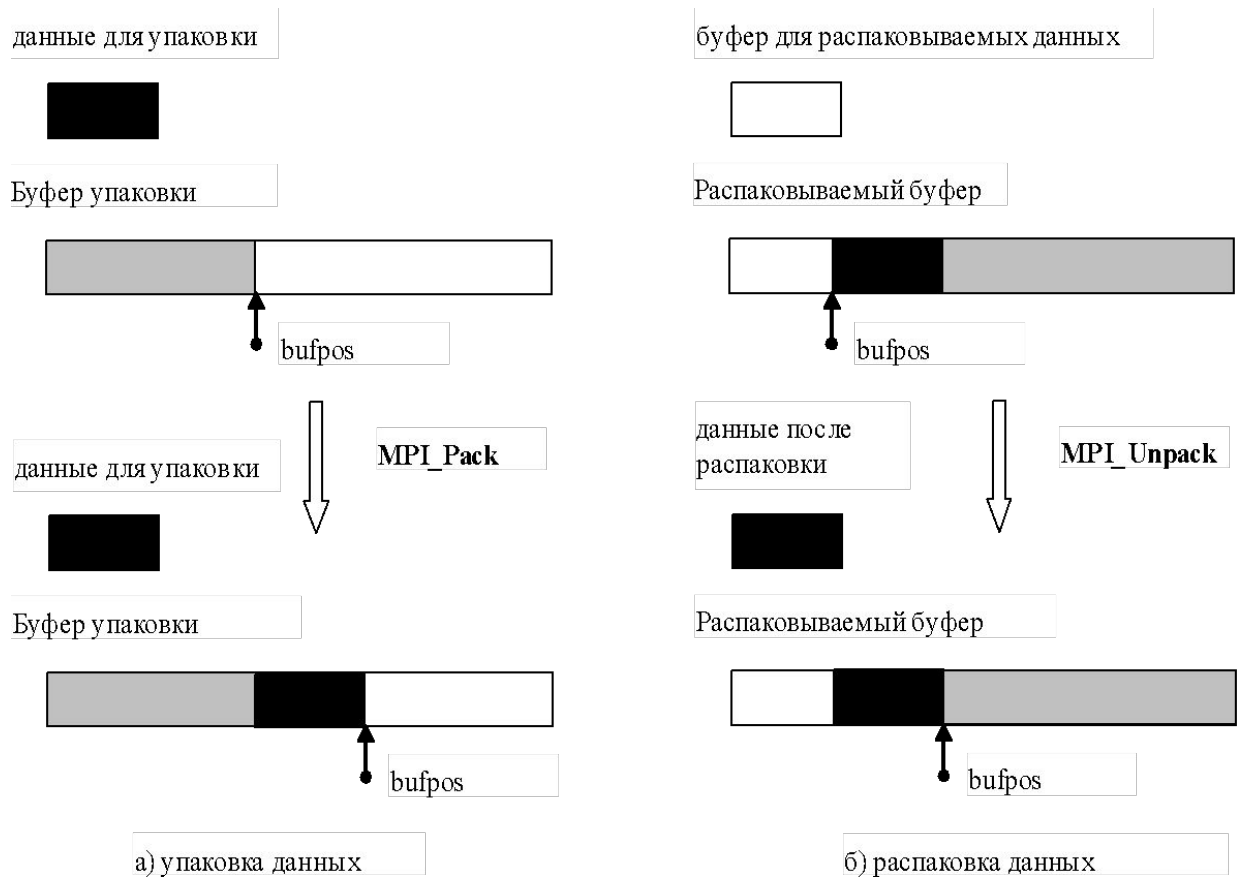 данные для упаковки
Буфер упаковки
bufpos
данные для упаковки
MPI_Pack
Буфер упаковки
bufpos
а) упаковка данных
буфер для распаковываемых данных
Распаковываемый буфер
bufpos
данные после
распаковки
MPI_Unpack
Распаковываемый буфер
bufpos
б) распаковка данных